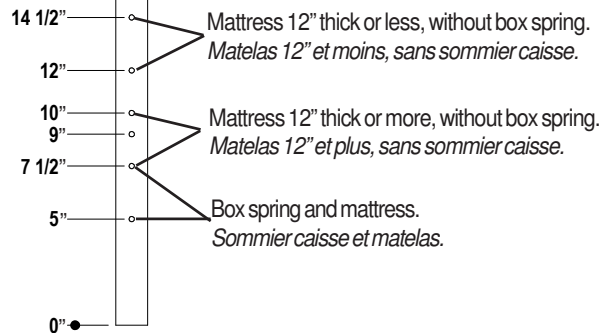 14 1/2”
Mattress 12” thick or less, without box spring.
Matelas 12” et moins, sans sommier caisse.
12”
10”
Mattress 12” thick or more, without box spring.
9”
Matelas 12” et plus, sans sommier caisse.
7 1/2”
Box spring and mattress.
5”
Sommier caisse et matelas.
0”